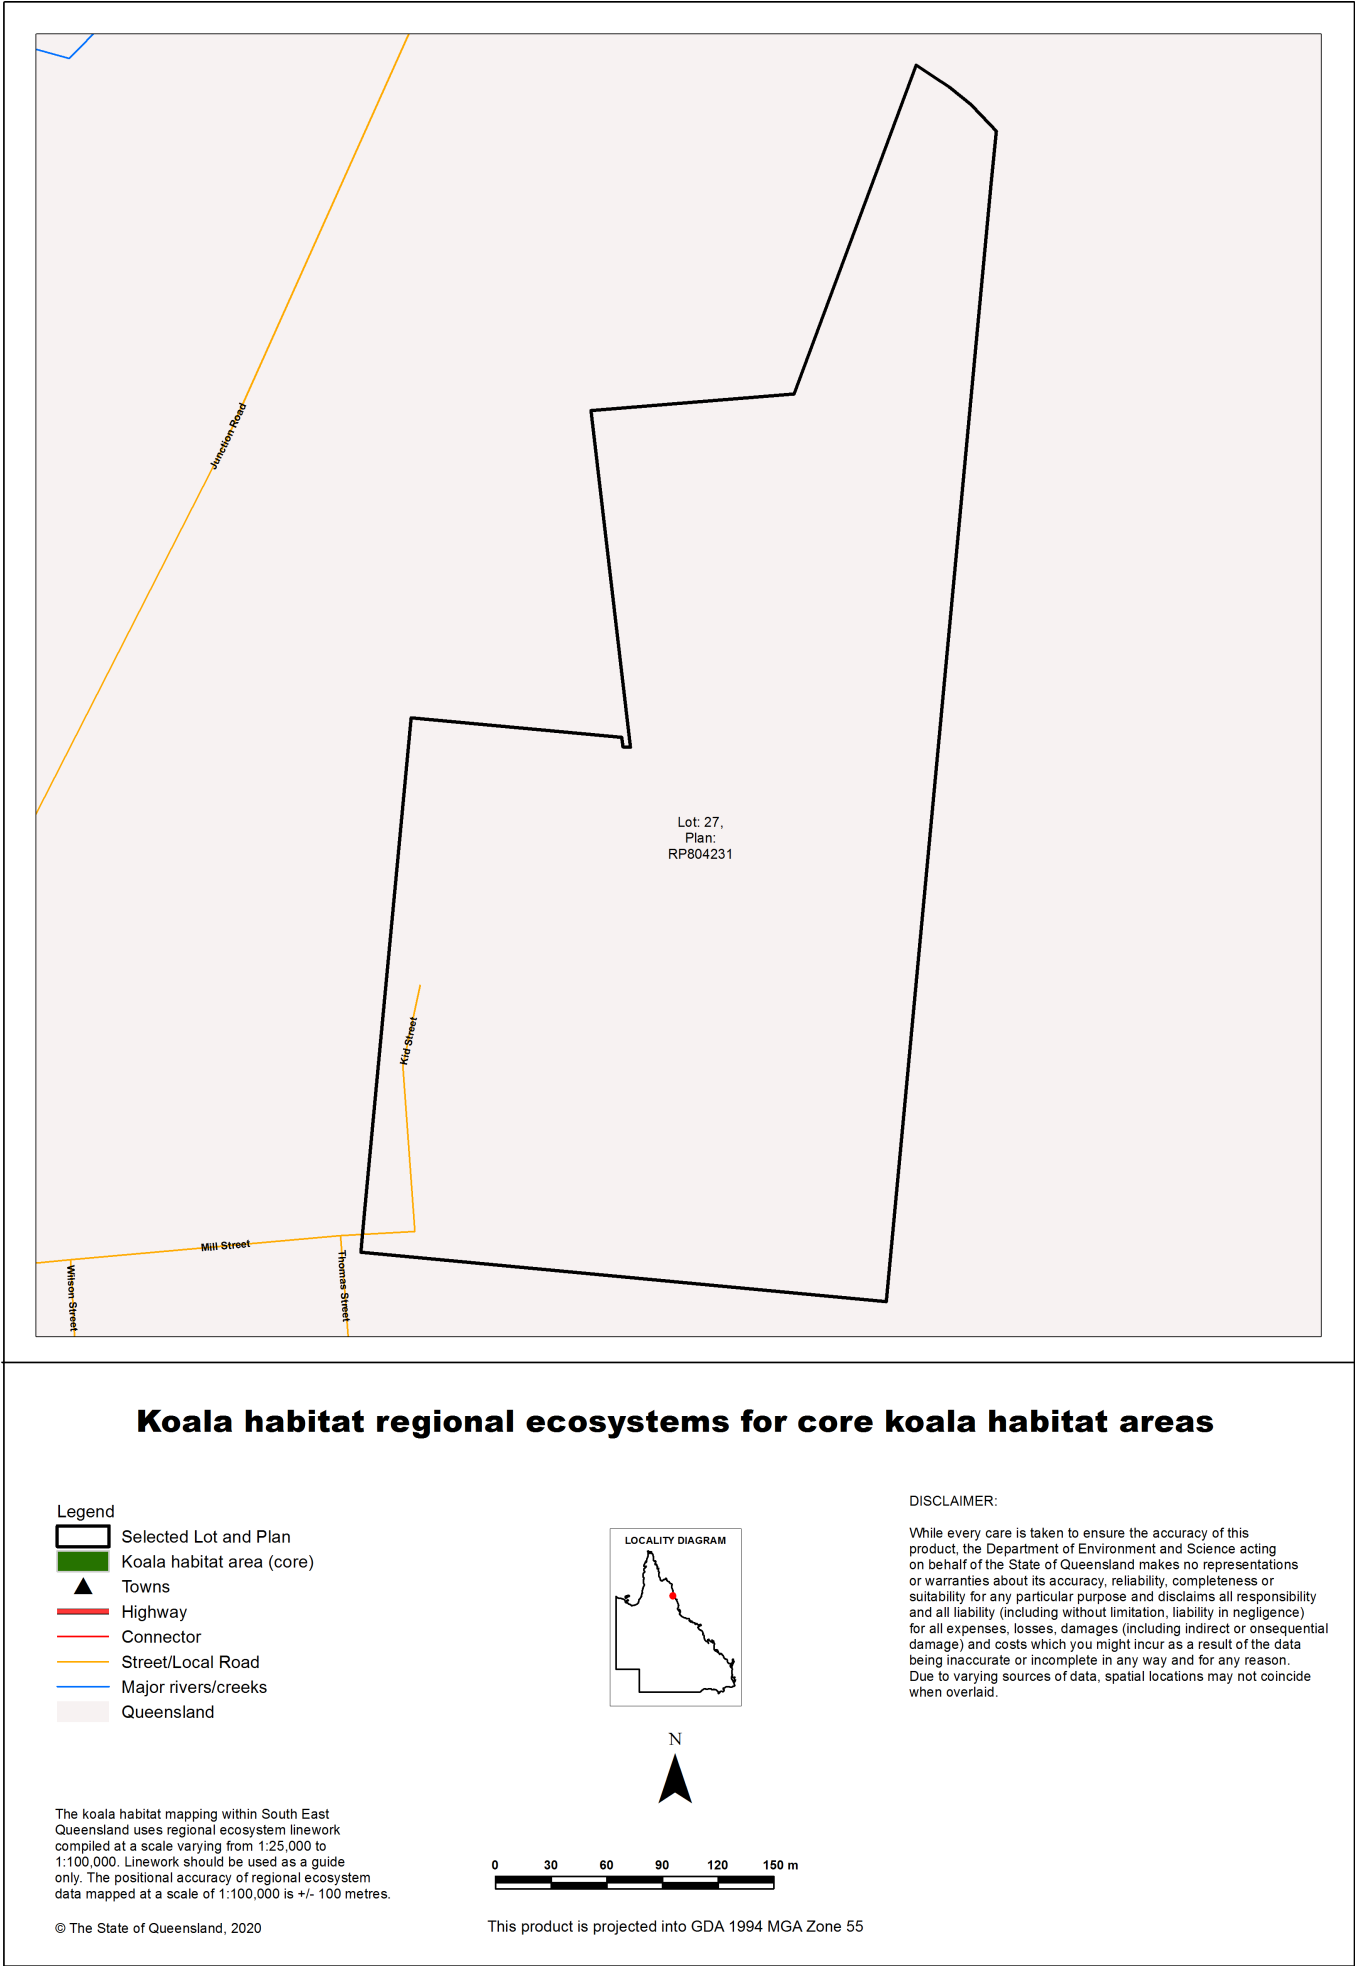 Junction Road
Lot: 27,
Plan:
RP804231
Kid Street
Mill Street
Wilson Street
Thomas Street
Koala habitat regional ecosystems for core koala habitat areas
Legend
Selected Lot and Plan
Koala habitat area (core)
Towns
Highway
Connector
Street/Local Road
Major rivers/creeks
Queensland
The koala habitat mapping within South East
Queensland uses regional ecosystem linework
compiled at a scale varying from 1:25,000 to
1:100,000. Linework should be used as a guide
only. The positional accuracy of regional ecosystem
data mapped at a scale of 1:100,000 is +/- 100 metres.
© The State of Queensland, 2020
LOCALITY DIAGRAM
N
0 30 60 90 120 150 m
This product is projected into GDA 1994 MGA Zone 55
DISCLAIMER:
While every care is taken to ensure the accuracy of this
product, the Department of Environment and Science acting
on behalf of the State of Queensland makes no representations
or warranties about its accuracy, reliability, completeness or
suitability for any particular purpose and disclaims all responsibility
and all liability (including without limitation, liability in negligence)
for all expenses, losses, damages (including indirect or onsequential
damage) and costs which you might incur as a result of the data
being inaccurate or incomplete in any way and for any reason.
Due to varying sources of data, spatial locations may not coincide
when overlaid.